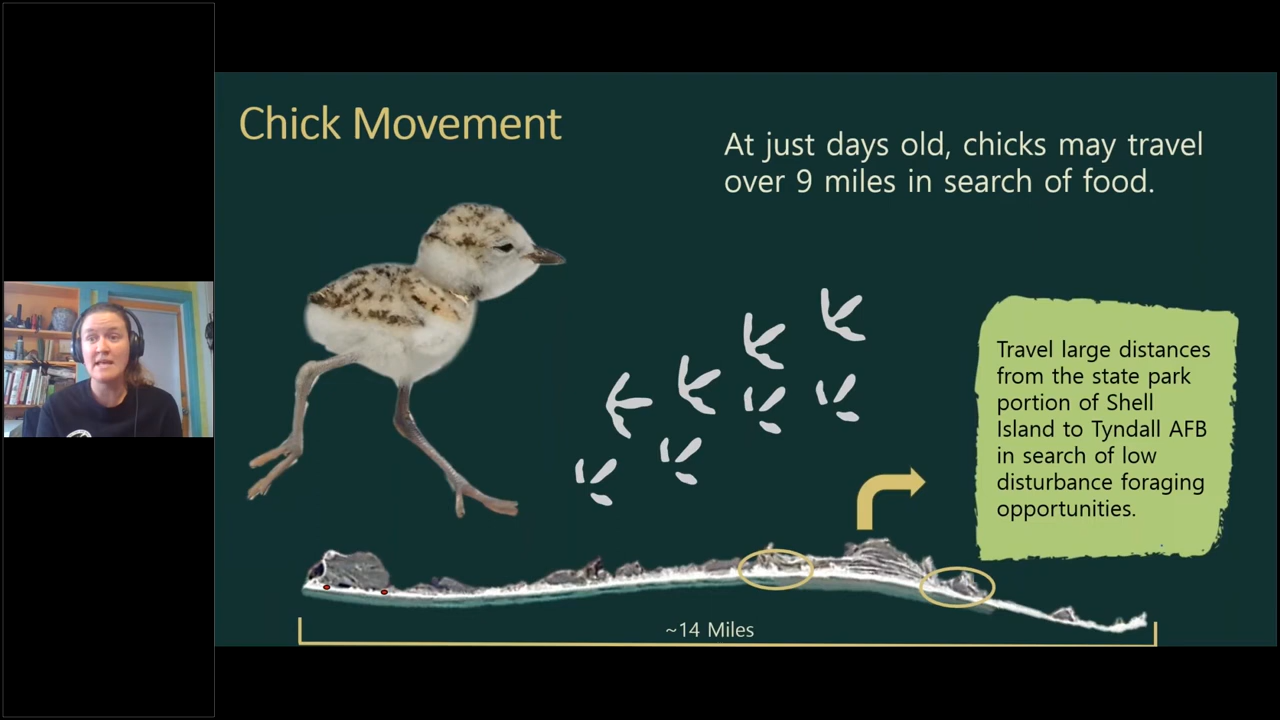 Chick Movement
At just days old, chicks may travel
over 9 miles in search of food.
Travel large distances
from the state park
portion of Shell
Island to Tyndall AFB
in search of low
disturbance foraging
opportunities.
~14 Miles